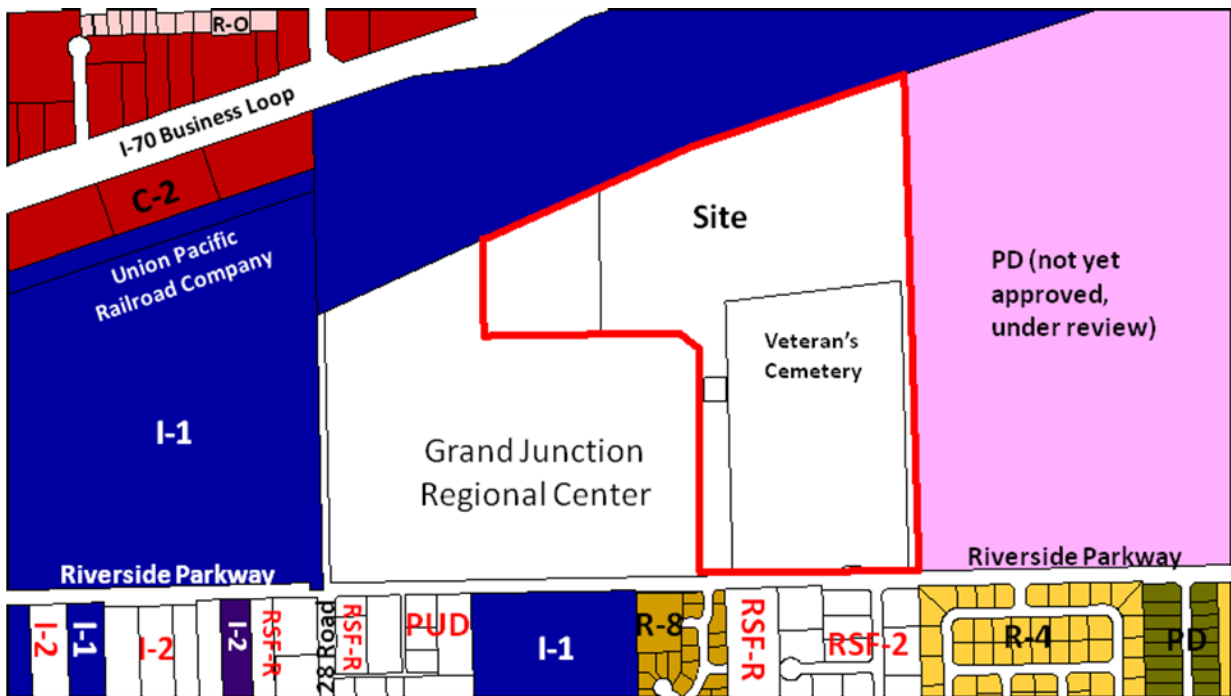 R-O
I-70 Business Loop
C-2
Union Pacific
Railroad Company
Site
PD (not yet
approved,
under review)
Veteran's
Cemetery
I-1
Grand Junction
Regional Center
Riverside Parkway
Riverside Parkway
I-2
I-1
I-2
I-2
RSF-R
28 Road
RSF-R
PUD
I-1
R-8
RSF-R
RSF-2
R-4
PD